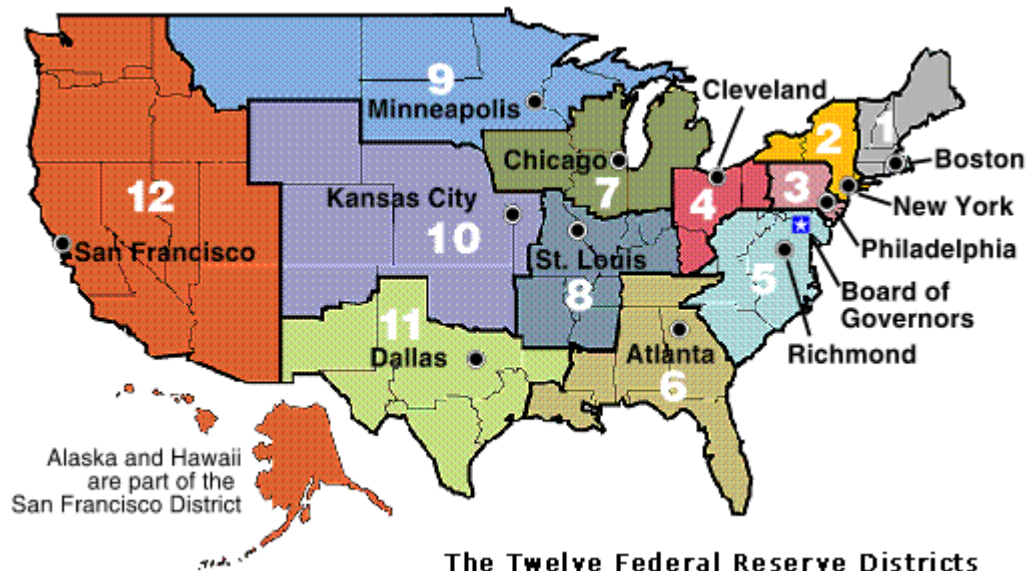 9
Minneapolis
Cleveland
2
1
Chicago
7
Boston
12
Kansas City
4
3
New York
10
San Francisco
St. Louis
Philadelphia
5
8
Board of
Governors
11
Dallas
Atlanta
Richmond
6
Alaska and Hawaii
are part of the
San Francisco District
The Twelve Federal Reserve Districts